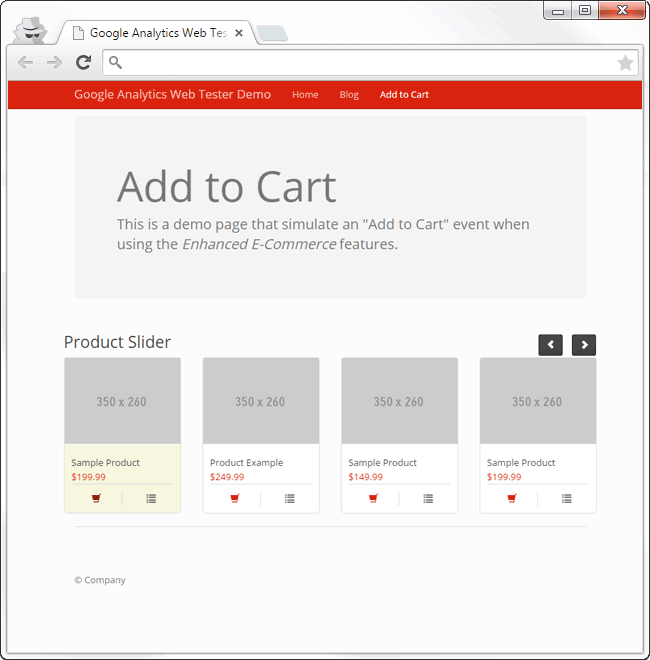 Google Analytics Web Tes
Google Analytics Web Tester Demo Home Blog Add to Cart
Add to Cart
This is a demo page that simulate an "Add to Cart" event when
using the Enhanced E-Commerce features.
Product Slider
350 x 260 350 x 260 350 x 260 350 x 260
Sample Product Product Example Sample Product Sample Product
$199.99 $249.99 $149.99 $199.99
© Company